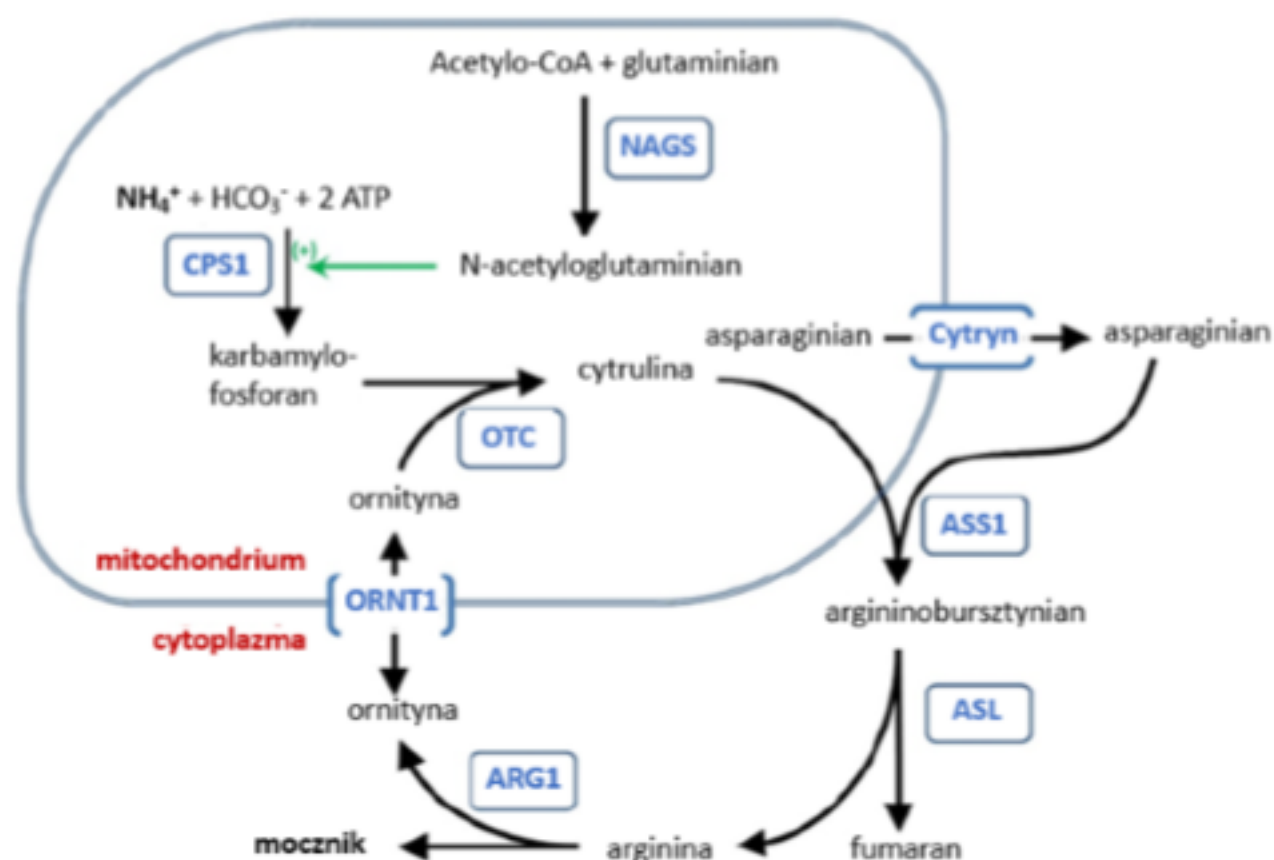 Acetylo-CoA + glutaminian
NAGS
NH₄⁺ + HCO₃⁻ + 2 ATP
CPS1
(+)
N-acetyloglutaminian
karbamylo-
fosforan
cytrulina
asparaginian
Cytryn
asparaginian
OTC
ornityna
ASS1
mitochondrium
ORNT1
cytoplazma
argininobursztynian
ornityna
ASL
ARG1
mocznik
arginina
fumaran